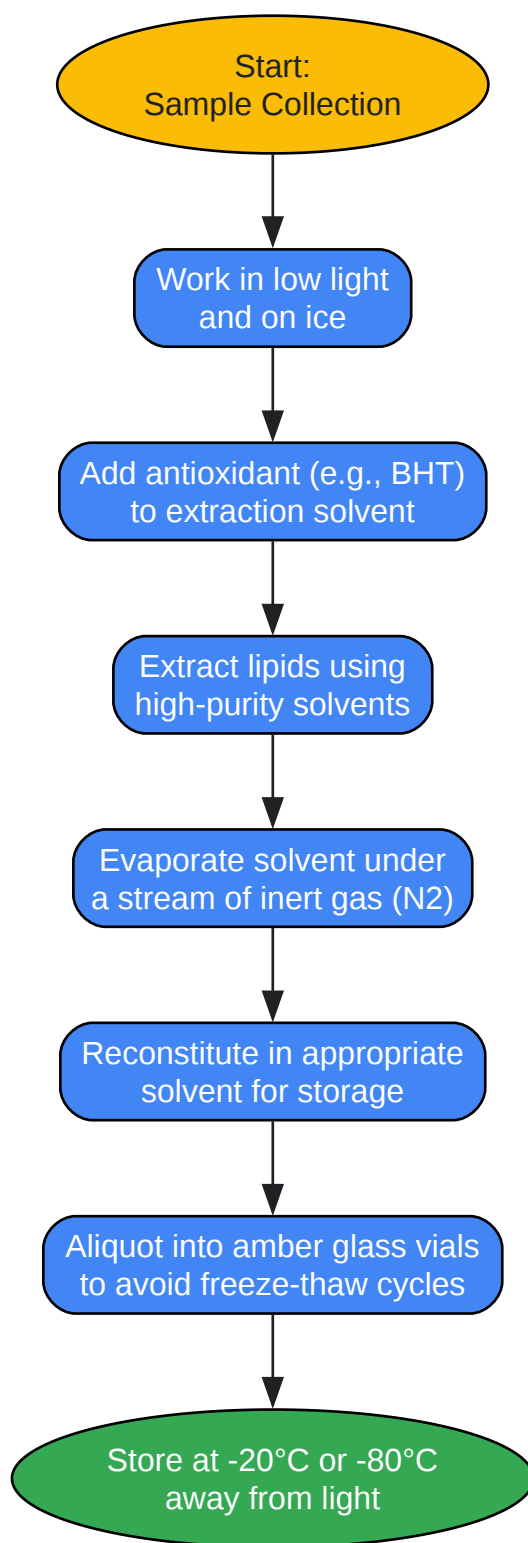 Start:
Sample Collection
Work in low light
and on ice
Add antioxidant (e.g., BHT)
to extraction solvent
Extract lipids using
high-purity solvents
Evaporate solvent under
a stream of inert gas (N2)
Reconstitute in appropriate
solvent for storage
Aliquot into amber glass vials
to avoid freeze-thaw cycles
Store at -20°C or -80°C
away from light